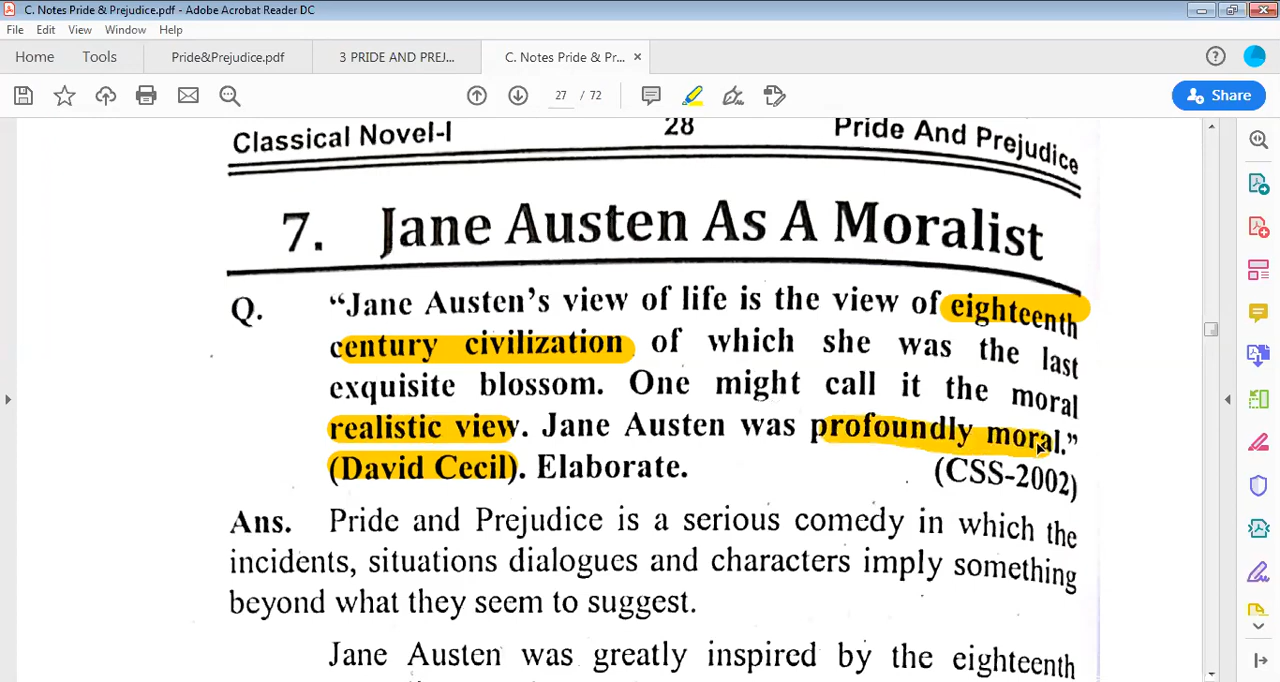 C. Notes Pride & Prejudice.pdf - Adobe Acrobat Reader DC
File Edit View Window Help
Home Tools Pride&Prejudice.pdf 3 PRIDE AND PREJ... C. Notes Pride & Pr... ×
27 / 72 Share
Classical Novel-I 28 Pride And Prejudice
7. Jane Austen As A Moralist
Q. “Jane Austen’s view of life is the view of eighteenth
century civilization of which she was the last
exquisite blossom. One might call it the moral
realistic view. Jane Austen was profoundly moral.”
(David Cecil). Elaborate. (CSS-2002)
Ans. Pride and Prejudice is a serious comedy in which the
incidents, situations dialogues and characters imply something
beyond what they seem to suggest.
Jane Austen was greatly inspired by the eighteenth